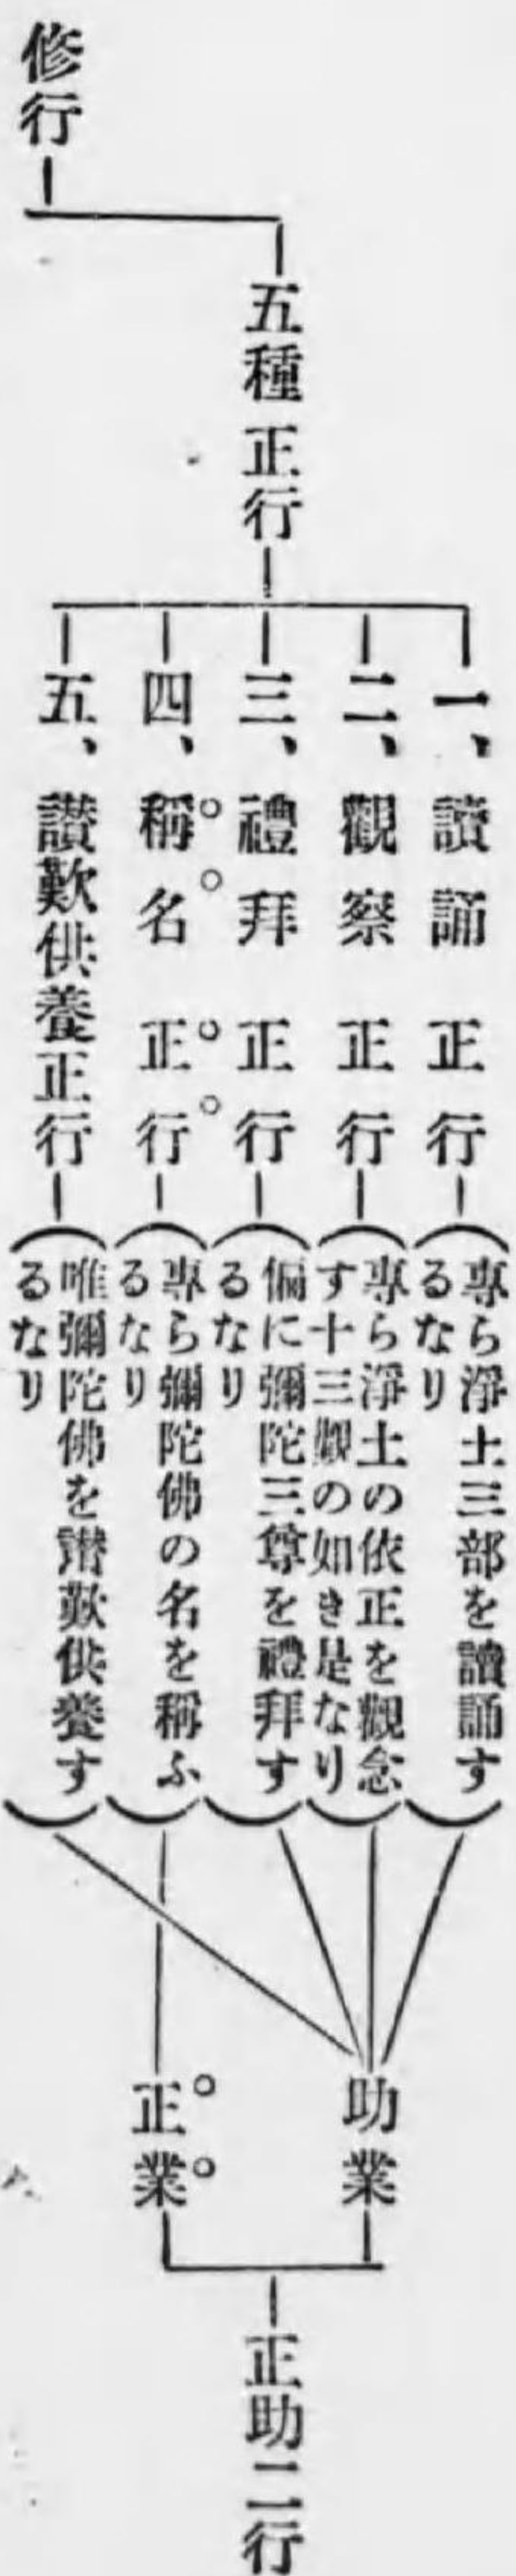 修行
五種正行
一、讀誦正行
(專ら淨土三部を讀誦す
るなり)
二、觀察正行
(專ら淨土の依正を觀念
す十三觀の如き是なり)
三、禮拜正行
(偏に彌陀三尊を禮拜す
るなり)
四、稱名正行
(專ら彌陀佛の名を稱ふ
るなり)
五、讃歎供養正行
(唯彌陀佛を讃歎供養す
るなり)
助業
正業
正助二行